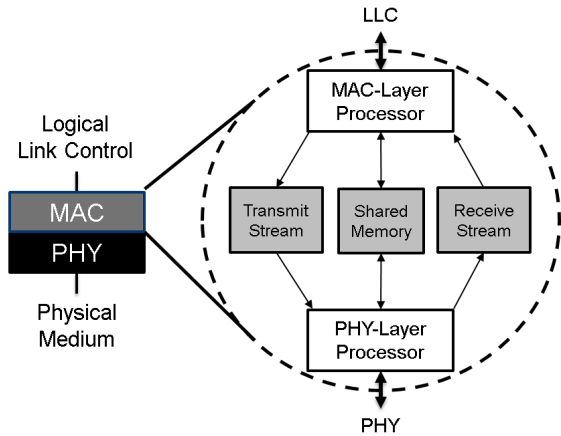 LLC
MAC-Layer
Processor
Logical
Link Control
MAC
PHY
Physical
Medium
Transmit
Stream
Shared
Memory
Receive
Stream
PHY-Layer
Processor
PHY